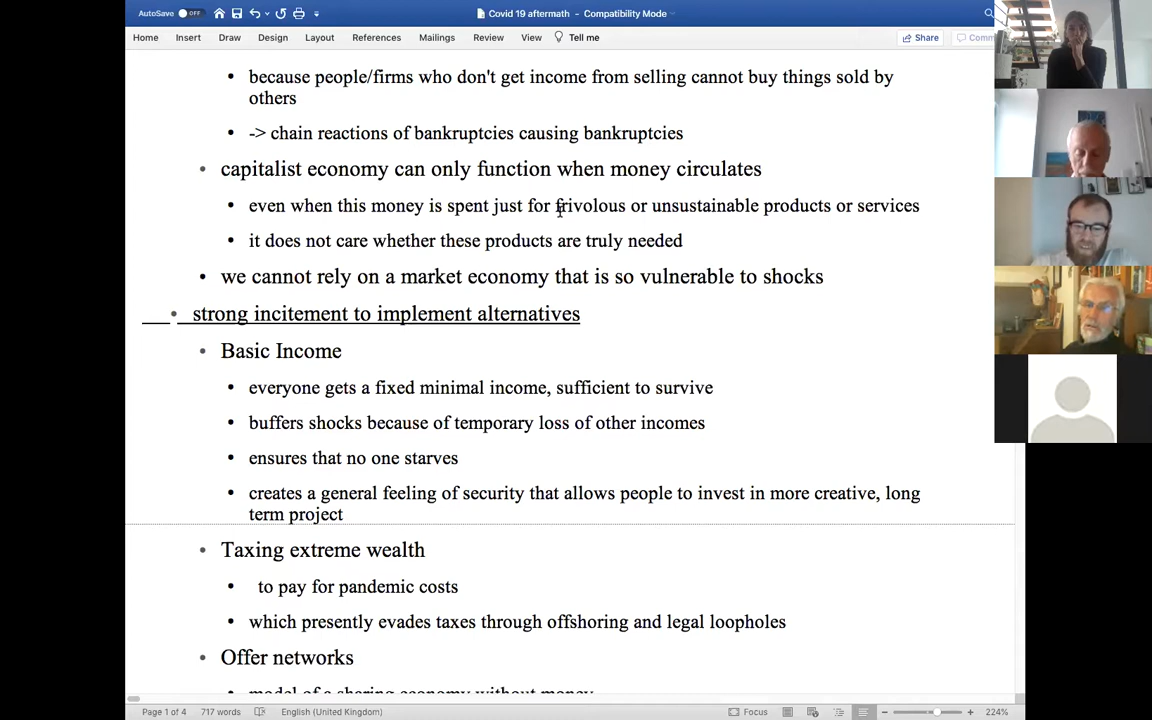 AutoSave OFF
Covid 19 aftermath - Compatibility Mode
Home Insert Draw Design Layout References Mailings Review View Tell me
Share
• because people/firms who don't get income from selling cannot buy things sold by
others
• -> chain reactions of bankruptcies causing bankruptcies
• capitalist economy can only function when money circulates
• even when this money is spent just for frivolous or unsustainable products or services
• it does not care whether these products are truly needed
• we cannot rely on a market economy that is so vulnerable to shocks
• strong incitement to implement alternatives
• Basic Income
• everyone gets a fixed minimal income, sufficient to survive
• buffers shocks because of temporary loss of other incomes
• ensures that no one starves
• creates a general feeling of security that allows people to invest in more creative, long
term project
• Taxing extreme wealth
• to pay for pandemic costs
• which presently evades taxes through offshoring and legal loopholes
• Offer networks
• model of a sharing economy without money
Page 1 of 4 717 words English (United Kingdom) Focus 224%